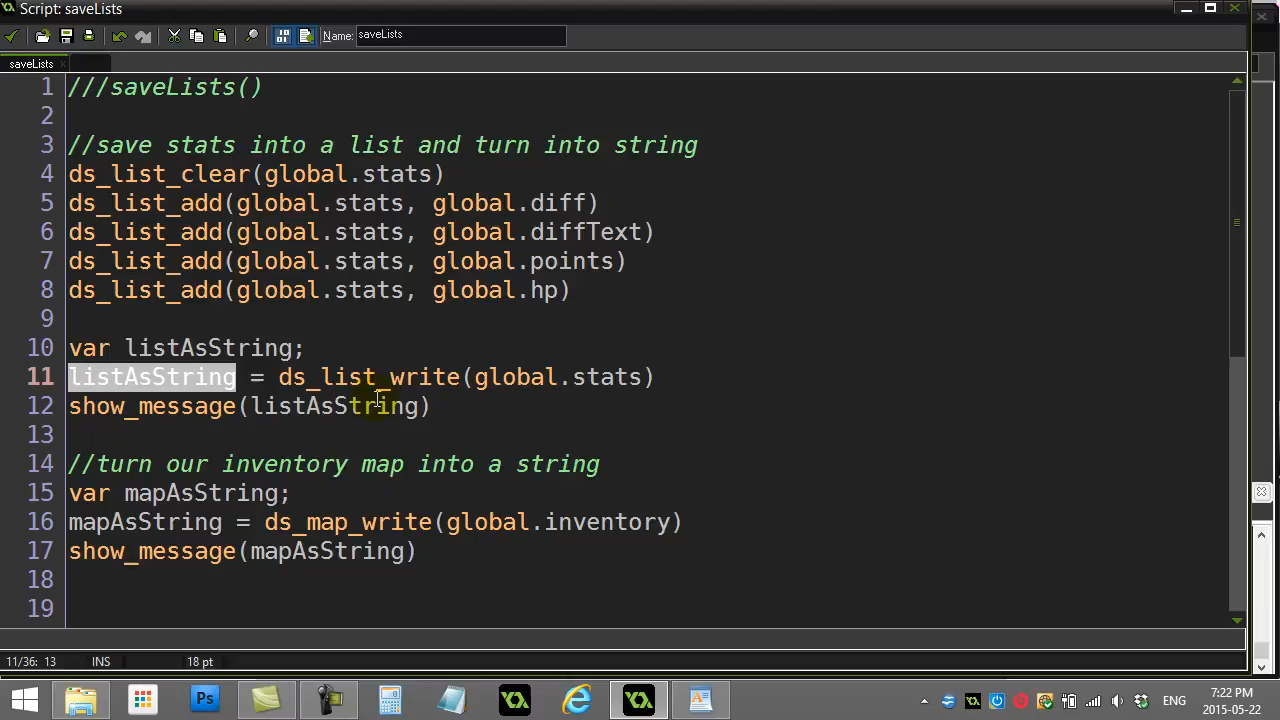 Script: saveLists
Name: saveLists
saveLists
1 ///saveLists()
2
3 //save stats into a list and turn into string
4 ds_list_clear(global.stats)
5 ds_list_add(global.stats, global.diff)
6 ds_list_add(global.stats, global.diffText)
7 ds_list_add(global.stats, global.points)
8 ds_list_add(global.stats, global.hp)
9
10 var listAsString;
11 listAsString = ds_list_write(global.stats)
12 show_message(listAsString)
13
14 //turn our inventory map into a string
15 var mapAsString;
16 mapAsString = ds_map_write(global.inventory)
17 show_message(mapAsString)
18
19
11/36: 13 INS 18 pt
Ps
ENG
7:22 PM
2015-05-22